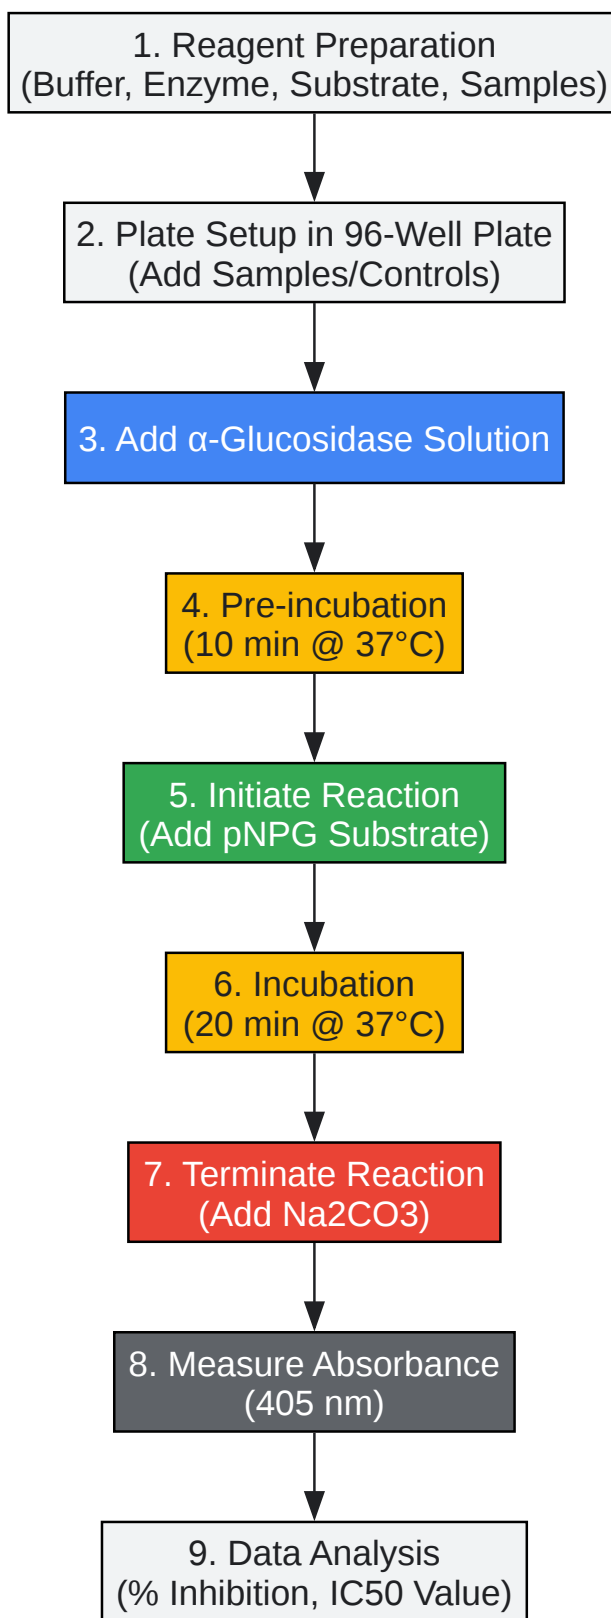 1. Reagent Preparation
(Buffer, Enzyme, Substrate, Samples)
2. Plate Setup in 96-Well Plate
(Add Samples/Controls)
3. Add α-Glucosidase Solution
4. Pre-incubation
(10 min @ 37°C)
5. Initiate Reaction
(Add pNPG Substrate)
6. Incubation
(20 min @ 37°C)
7. Terminate Reaction
(Add Na2CO3)
8. Measure Absorbance
(405 nm)
9. Data Analysis
(% Inhibition, IC50 Value)